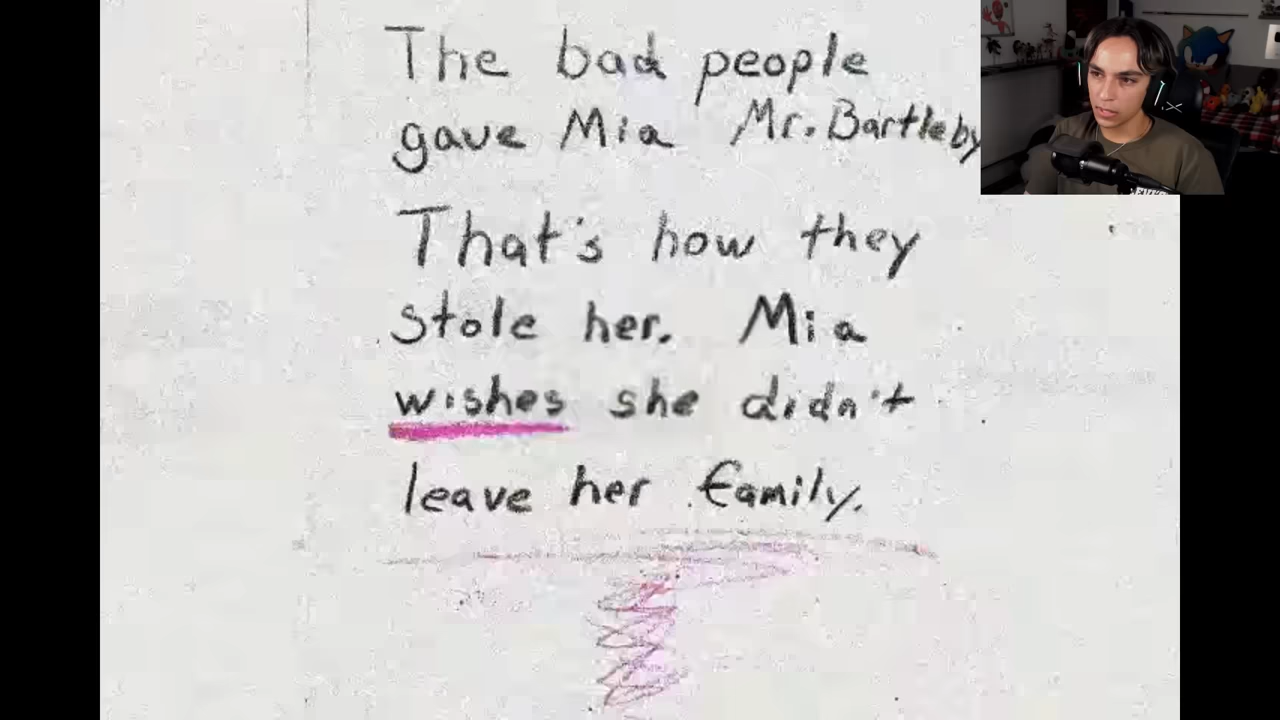 The bad people
gave Mia Mr. Bartleby
That's how they
stole her. Mia
wishes she didn't
leave her family.